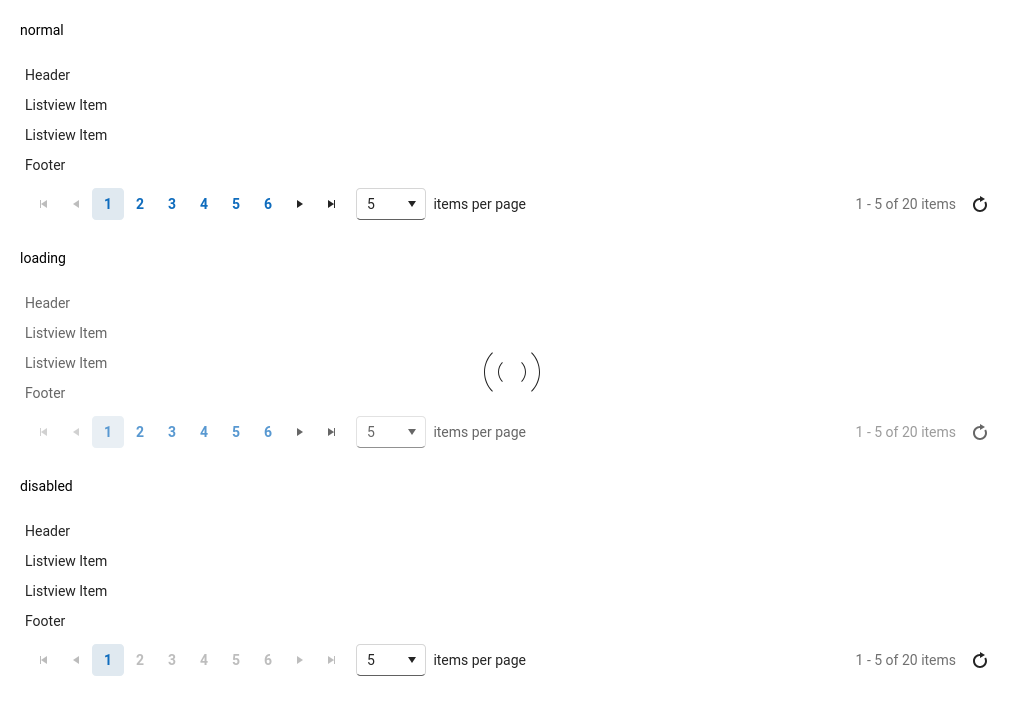 normal
Header
Listview Item
Listview Item
Footer
1 2 3 4 5 6 5 items per page 1 - 5 of 20 items
loading
Header
Listview Item
Listview Item
Footer
1 2 3 4 5 6 5 items per page 1 - 5 of 20 items
disabled
Header
Listview Item
Listview Item
Footer
1 2 3 4 5 6 5 items per page 1 - 5 of 20 items